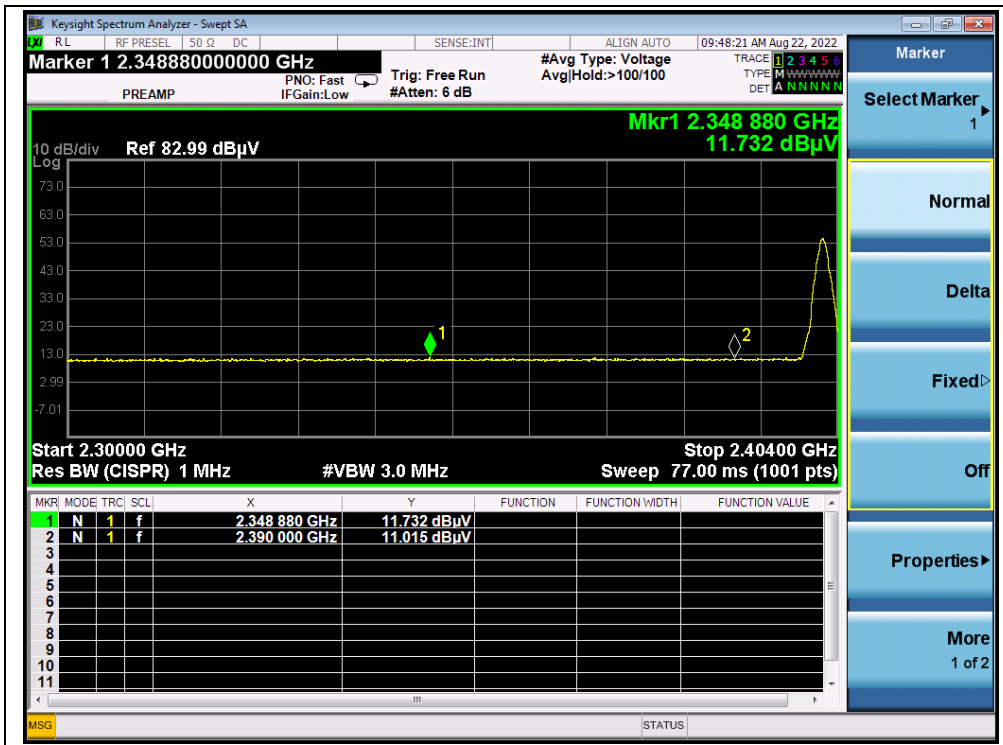 Keysight Spectrum Analyzer - Swept SA
LXI RL RF PRESEL 50 Ω DC SENSE:INT ALIGN AUTO 09:48:21 AM Aug 22, 2022
Marker 1 2.348880000000 GHz
PREAMP
PNO: Fast
IFGain:Low
Trig: Free Run
#Atten: 6 dB
#Avg Type: Voltage
Avg|Hold:>100/100
TRACE 1 2 3 4 5 6
TYPE M W W W W W
DET A N N N N N
Mkr1 2.348 880 GHz
11.732 dBµV
10 dB/div Ref 82.99 dBµV
Log
73.0
63.0
53.0
43.0
33.0
23.0
13.0
2.99
-7.01
1
2
Start 2.30000 GHz Stop 2.40400 GHz
Res BW (CISPR) 1 MHz #VBW 3.0 MHz Sweep 77.00 ms (1001 pts)
MKR MODE TRC SCL X Y FUNCTION FUNCTION WIDTH FUNCTION VALUE
1 N 1 f 2.348 880 GHz 11.732 dBµV
2 N 1 f 2.390 000 GHz 11.015 dBµV
3
4
5
6
7
8
9
10
11
MSG STATUS
Marker
Select Marker
1
Normal
Delta
Fixed
Off
Properties
More
1 of 2